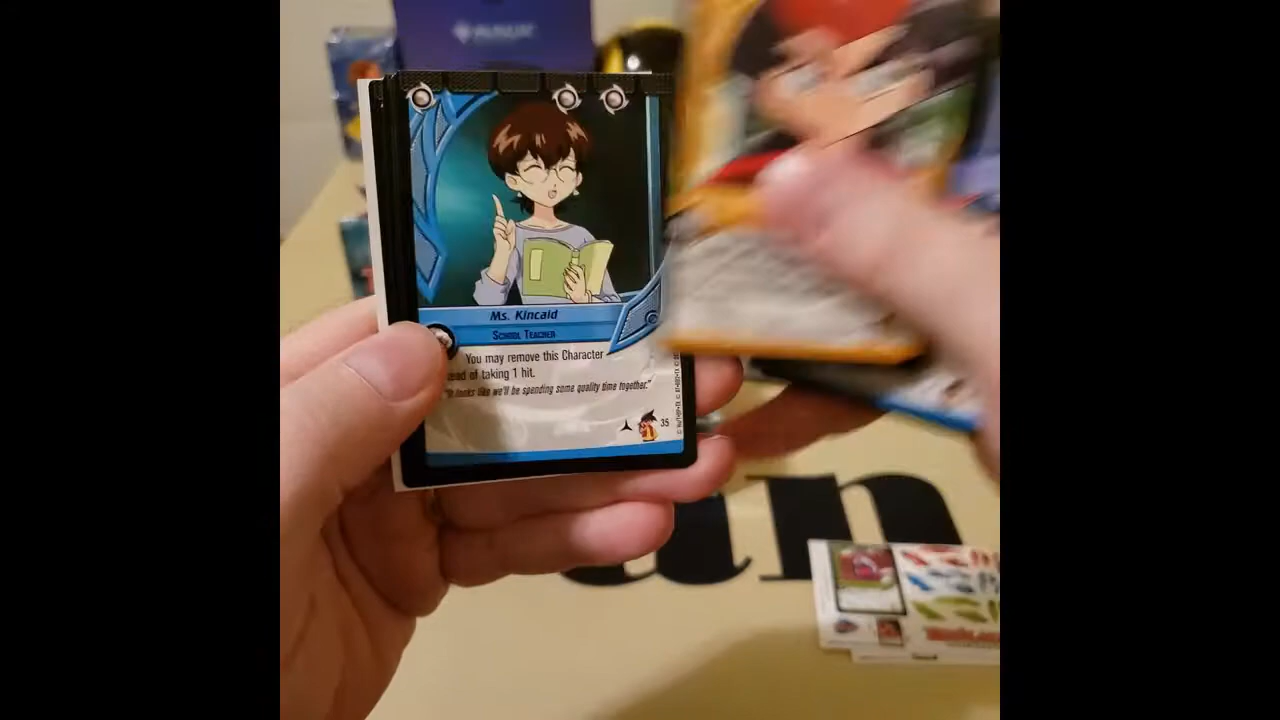 Ms. Kincaid
SCHOOL TEACHER
You may remove this Character
ead of taking 1 hit.
"It looks like we'll be spending some quality time together."
35
an